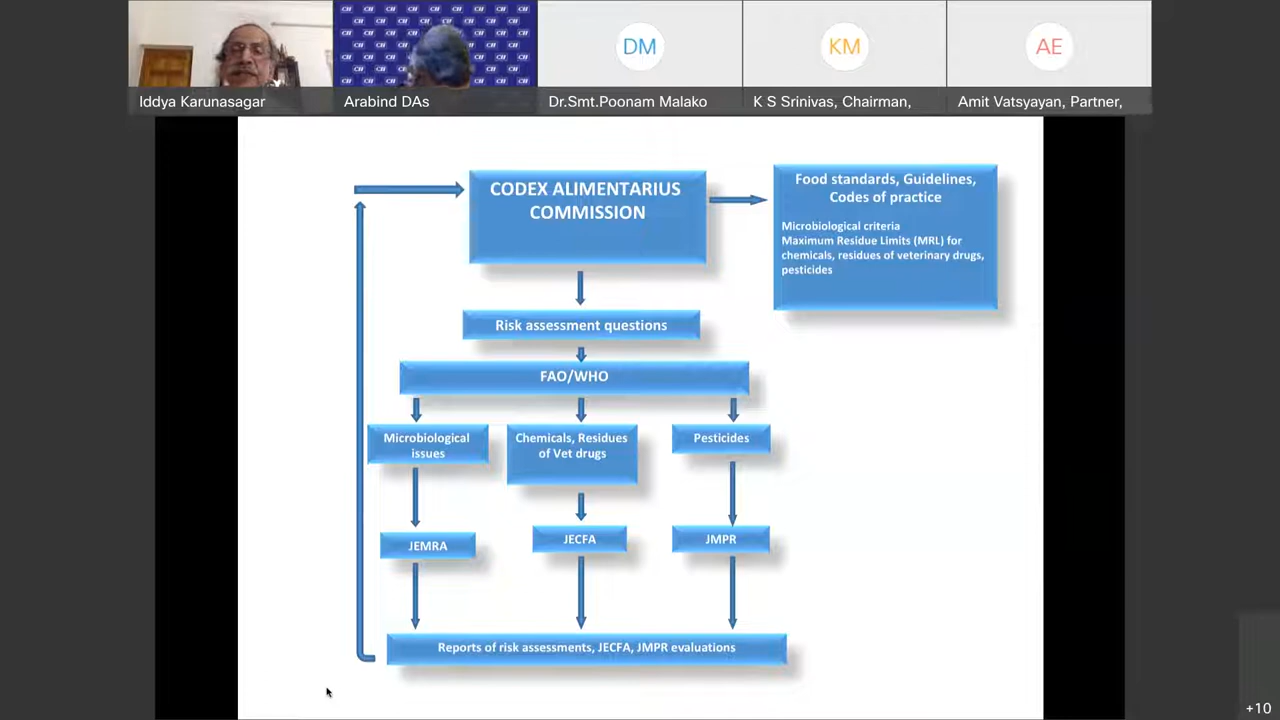 Iddya Karunasagar
Arabind DAs
DM
Dr.Smt.Poonam Malako
KM
K S Srinivas, Chairman,
AE
Amit Vatsyayan, Partner,
CODEX ALIMENTARIUS
COMMISSION
Food standards, Guidelines,
Codes of practice
Microbiological criteria
Maximum Residue Limits (MRL) for
chemicals, residues of veterinary drugs,
pesticides
Risk assessment questions
FAO/WHO
Microbiological
issues
Chemicals, Residues
of Vet drugs
Pesticides
JEMRA
JECFA
JMPR
Reports of risk assessments, JECFA, JMPR evaluations
+10